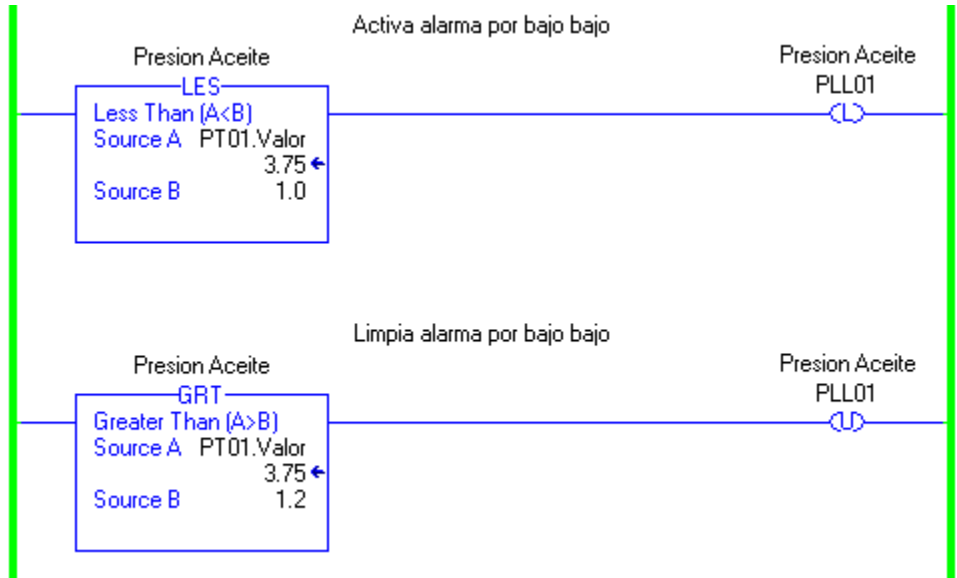 Activa alarma por bajo bajo
Presion Aceite
LES
Less Than (A<B)
Source A PT01.Valor
3.75
Source B 1.0
Presion Aceite
PLL01
L
Limpia alarma por bajo bajo
Presion Aceite
GRT
Greater Than (A>B)
Source A PT01.Valor
3.75
Source B 1.2
Presion Aceite
PLL01
U